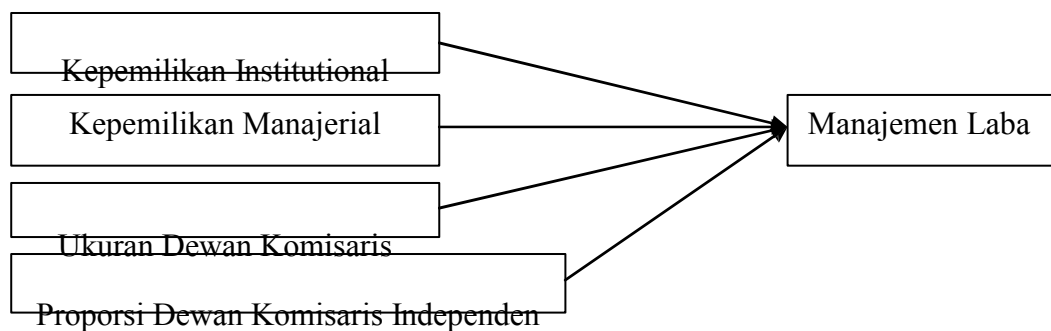 Kepemilikan Institutional
Kepemilikan Manajerial
Manajemen Laba
Ukuran Dewan Komisaris
Proporsi Dewan Komisaris Independen